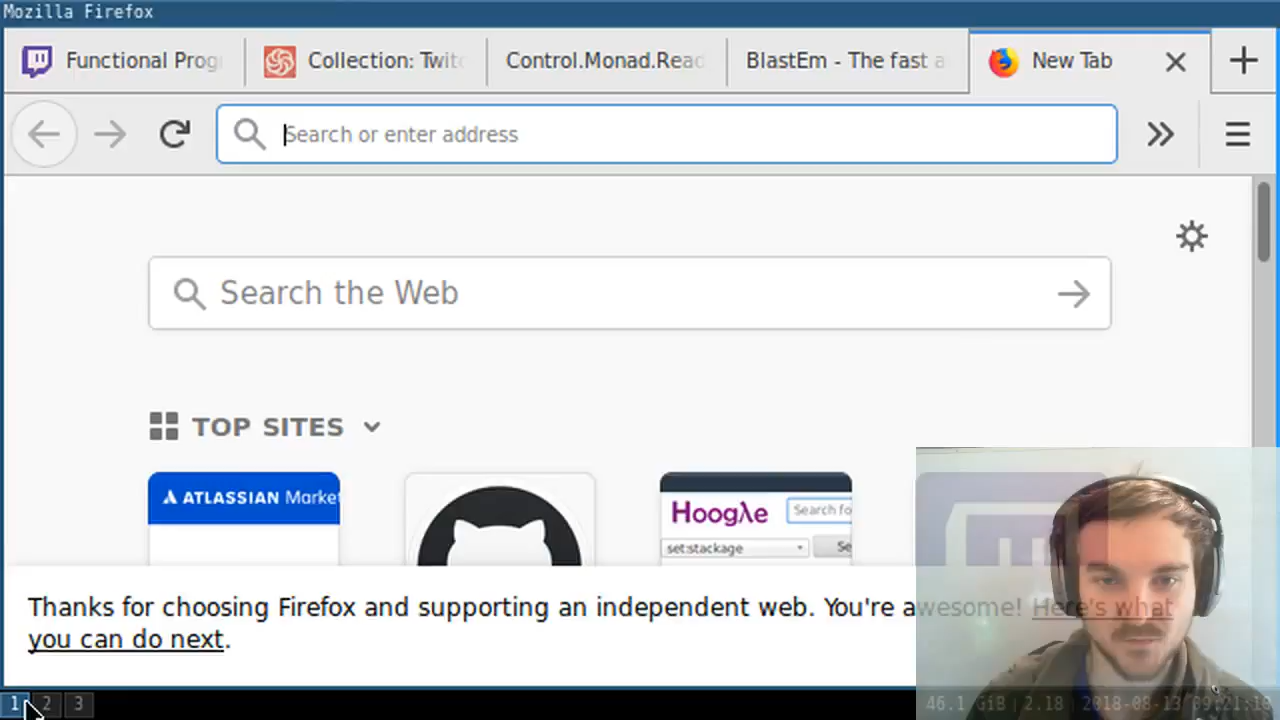 Mozilla Firefox
Functional Prog
Collection: Twitc
Control.Monad.Read
BlastEm - The fast a
New Tab
Search or enter address
Search the Web
TOP SITES
ATLASSIAN Market
Hoogλe
Search fo
set:stackage
Se
Thanks for choosing Firefox and supporting an independent web. You're awesome! Here's what
you can do next.
1 2 3
46.1 GiB | 2.18 | 2018-08-13 09:21:10